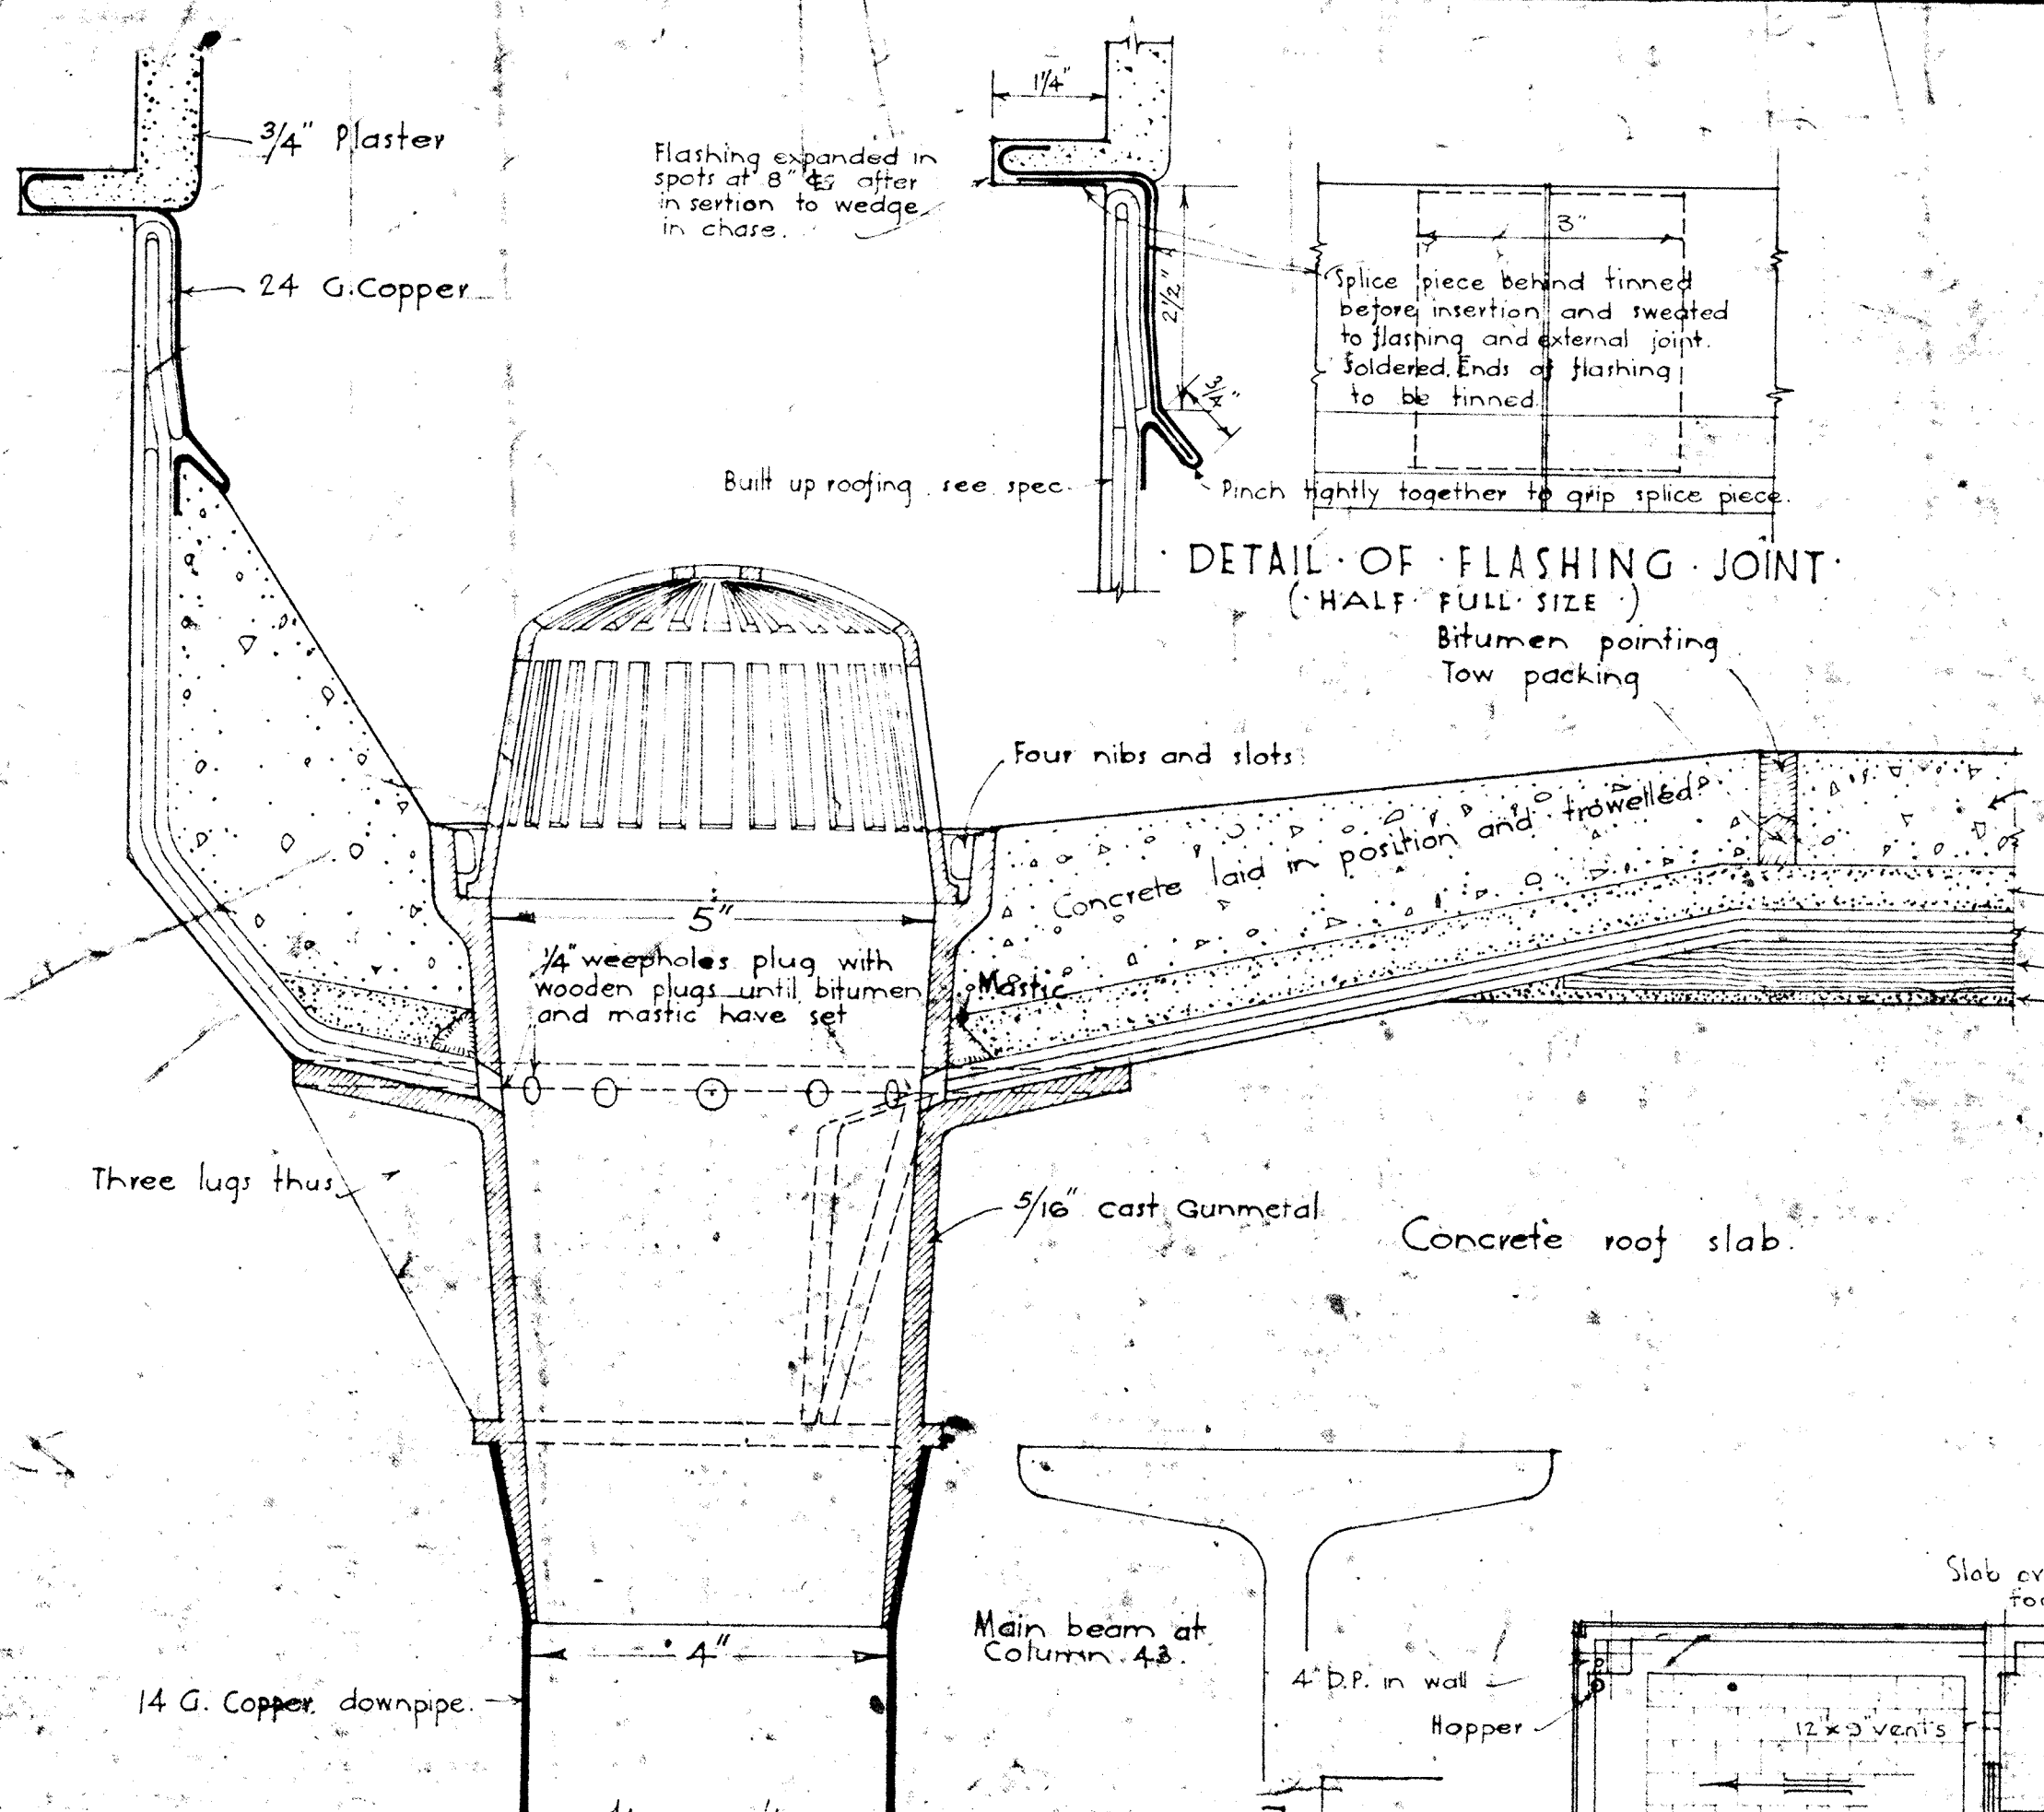 3/4" Plaster
24 G. Copper
1 1/4"
Flashing expanded in
spots at 8" ℄s after
insertion to wedge
in chase.
2 1/2"
3/4"
3"
Splice piece behind tinned
before insertion and sweated
to flashing and external joint.
Soldered. Ends of flashing
to be tinned.
Built up roofing see spec.
Pinch tightly together to grip splice piece.
DETAIL · OF · FLASHING · JOINT ·
(· HALF · FULL · SIZE ·)
Bitumen pointing
Tow packing
Four nibs and slots
Concrete laid in position and trowelled
5"
1/4" weepholes plug with
wooden plugs until bitumen
and mastic have set
Mastic
Three lugs thus
5/16" cast Gunmetal
Concrete roof slab.
Main beam at
Column 43.
4"
14 G. Copper downpipe.
4" D.P. in wall
Hopper
Slab
12" x 9" vents